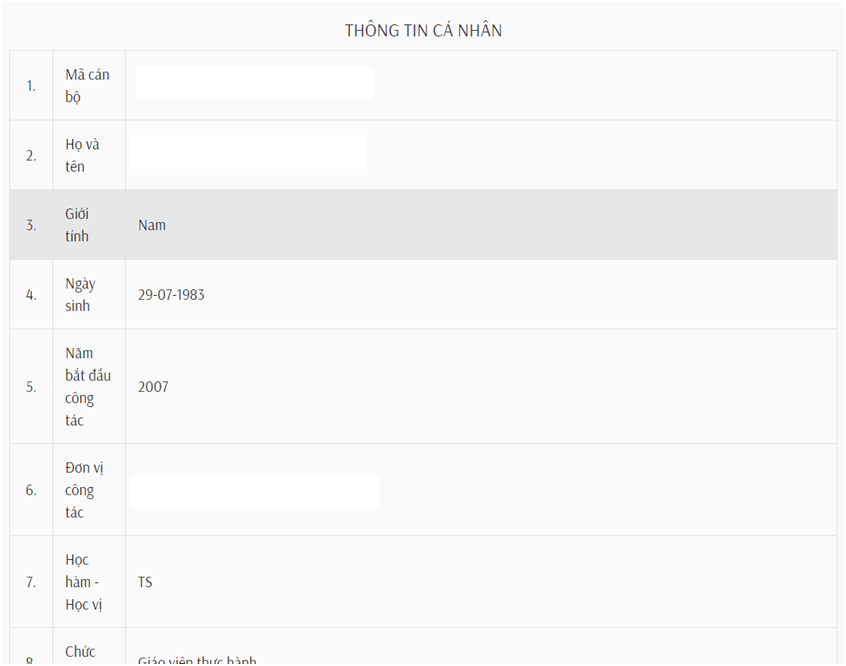 THÔNG TIN CÁ NHÂN
1.
Mã cán
bộ
2.
Họ và
tên
3.
Giới
tính
Nam
4.
Ngày
sinh
29-07-1983
5.
Năm
bắt đầu
công
tác
2007
6.
Đơn vị
công
tác
7.
Học
hàm -
Học vị
TS
8.
Chức
Giáo viên thực hành